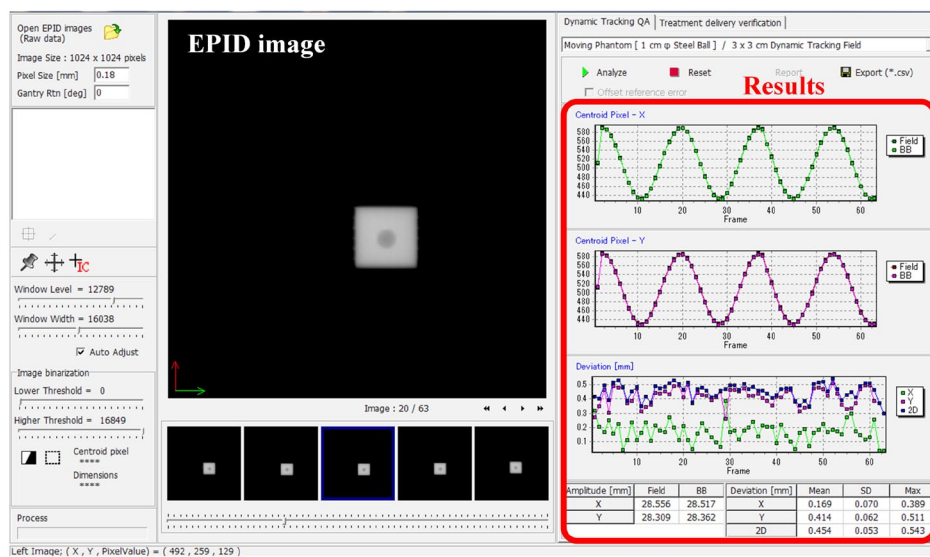 Open EPID images
(Raw data)
Image Size : 1024 x 1024 pixels
Pixel Size [mm] 0.18
Gantry Rtn [deg] 0
IC
Window Level = 12789
Window Width = 16038
Auto Adjust
Image binarization
Lower Threshold = 0
Higher Threshold = 16849
Centroid pixel
****
Dimensions
****
Process
EPID image
Image : 20 / 63
Dynamic Tracking QA Treatment delivery verification
Moving Phantom [ 1 cm φ Steel Ball ] / 3 x 3 cm Dynamic Tracking Field
Analyze Reset Report Export (*.csv)
Offset reference error
Results
Centroid Pixel - X
580
560
540
520
500
480
460
440
10 20 30 40 50 60
Frame
Field
BB
Centroid Pixel - Y
580
560
540
520
500
480
460
440
10 20 30 40 50 60
Frame
Field
BB
Deviation [mm]
0.5
0.4
0.3
0.2
0.1
10 20 30 40 50 60
Frame
X
Y
2D
Amplitude [mm] Field BB Deviation [mm] Mean SD Max
X 28.556 28.517 X 0.169 0.070 0.389
Y 28.309 28.362 Y 0.414 0.062 0.511
2D 0.454 0.053 0.543
Left Image; ( X , Y , PixelValue) = ( 492 , 259 , 129 )